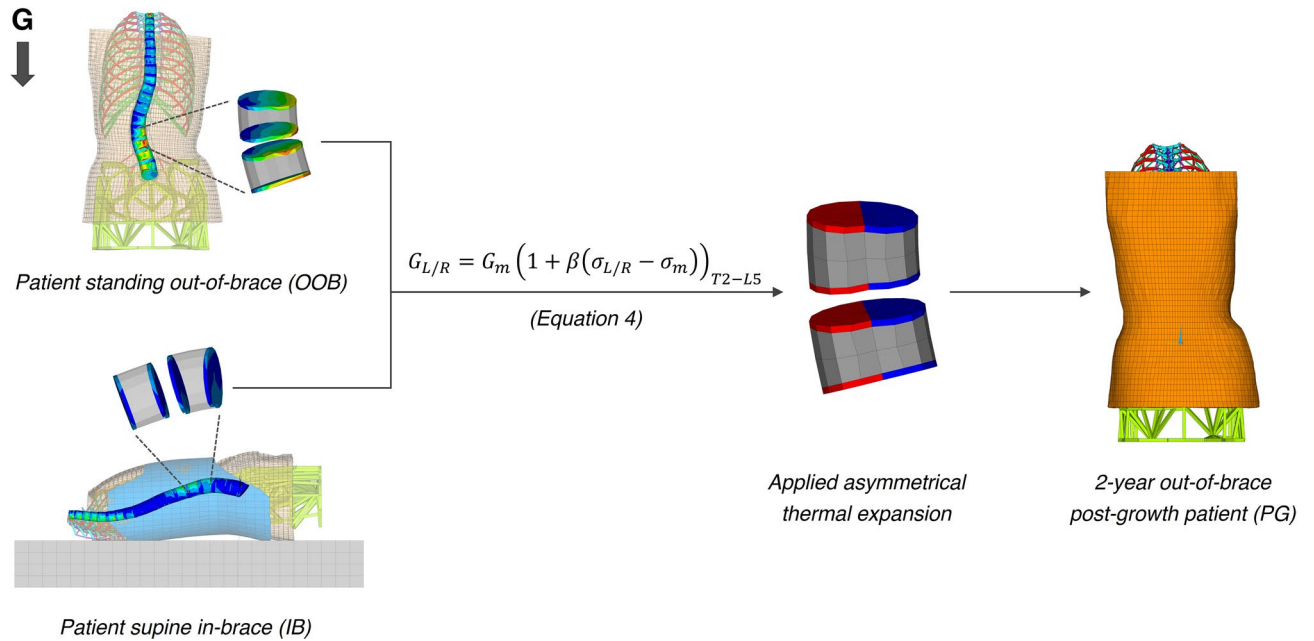 G
Patient standing out-of-brace (OOB)
G_{L/R} = G_m (1 + β(σ_{L/R} − σ_m))_{T2−L5}
(Equation 4)
Applied asymmetrical
thermal expansion
2-year out-of-brace
post-growth patient (PG)
Patient supine in-brace (IB)